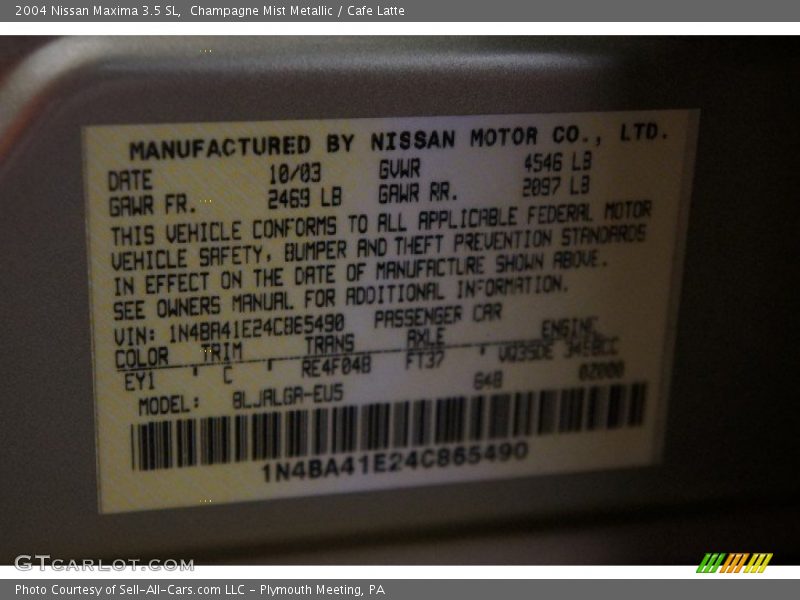 2004 Nissan Maxima 3.5 SL,  Champagne Mist Metallic / Cafe Latte
MANUFACTURED BY NISSAN MOTOR CO., LTD.
DATE 10/03 GVWR 4546 LB
GAWR FR. 2469 LB GAWR RR. 2097 LB
THIS VEHICLE CONFORMS TO ALL APPLICABLE FEDERAL MOTOR
VEHICLE SAFETY, BUMPER AND THEFT PREVENTION STANDARDS
IN EFFECT ON THE DATE OF MANUFACTURE SHOWN ABOVE.
SEE OWNERS MANUAL FOR ADDITIONAL INFORMATION.
VIN: 1N4BA41E24C865490 PASSENGER CAR
COLOR TRIM TRANS AXLE ENGINE
EY1 C RE4F04B FT37 VQ35DE
MODEL: BLJALGA-EU5
1N4BA41E24C865490
GTCARLOT.COM
Photo Courtesy of Sell-All-Cars.com LLC - Plymouth Meeting, PA